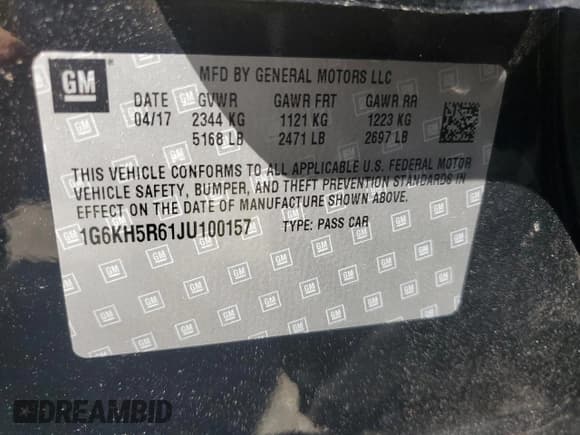 GM
MFD BY GENERAL MOTORS LLC
DATE GVWR GAWR FRT GAWR RR
04/17 2344 KG 1121 KG 1223 KG
5168 LB 2471 LB 2697 LB
THIS VEHICLE CONFORMS TO ALL APPLICABLE U.S. FEDERAL MOTOR
VEHICLE SAFETY, BUMPER, AND THEFT PREVENTION STANDARDS IN
EFFECT ON THE DATE OF MANUFACTURE SHOWN ABOVE.
1G6KH5R61JU100157 TYPE: PASS CAR
DREAMBID